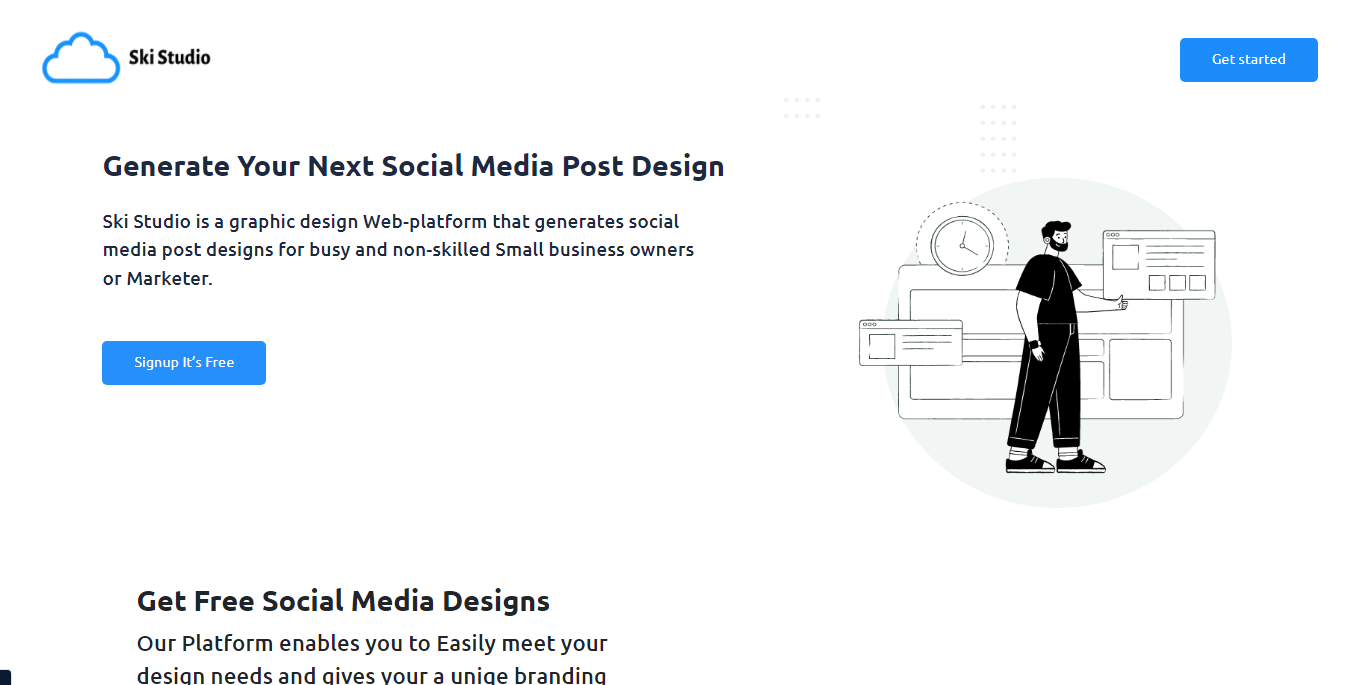 Ski Studio
Get started
Generate Your Next Social Media Post Design
Ski Studio is a graphic design Web-platform that generates social
media post designs for busy and non-skilled Small business owners
or Marketer.
Signup It's Free
Get Free Social Media Designs
Our Platform enables you to Easily meet your
design needs and gives your a uniqe branding